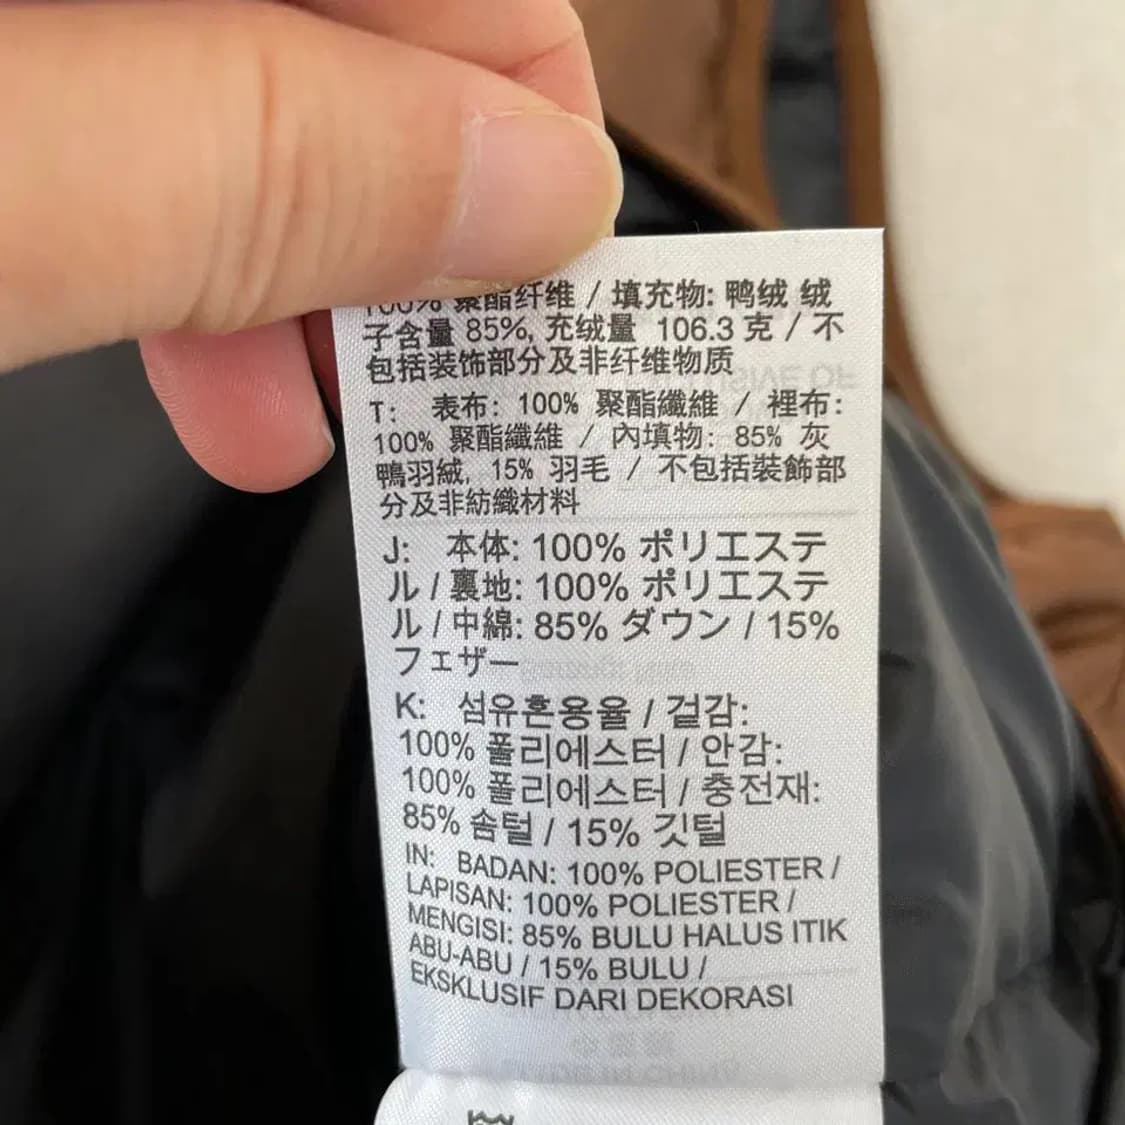 100% 聚酯纤维 / 填充物: 鸭绒 绒
子含量 85%, 充绒量 106.3 克 / 不
包括装饰部分及非纤维物质
T: 表布: 100% 聚酯纖維 / 裡布:
100% 聚酯纖維 / 內填物: 85% 灰
鴨羽絨, 15% 羽毛 / 不包括裝飾部
分及非紡織材料
J: 本体: 100% ポリエステ
ル / 裏地: 100% ポリエステ
ル / 中綿: 85% ダウン / 15%
フェザー
K: 섬유혼용율 / 겉감:
100% 폴리에스터 / 안감:
100% 폴리에스터 / 충전재:
85% 솜털 / 15% 깃털
IN: BADAN: 100% POLIESTER /
LAPISAN: 100% POLIESTER /
MENGISI: 85% BULU HALUS ITIK
ABU-ABU / 15% BULU /
EKSKLUSIF DARI DEKORASI